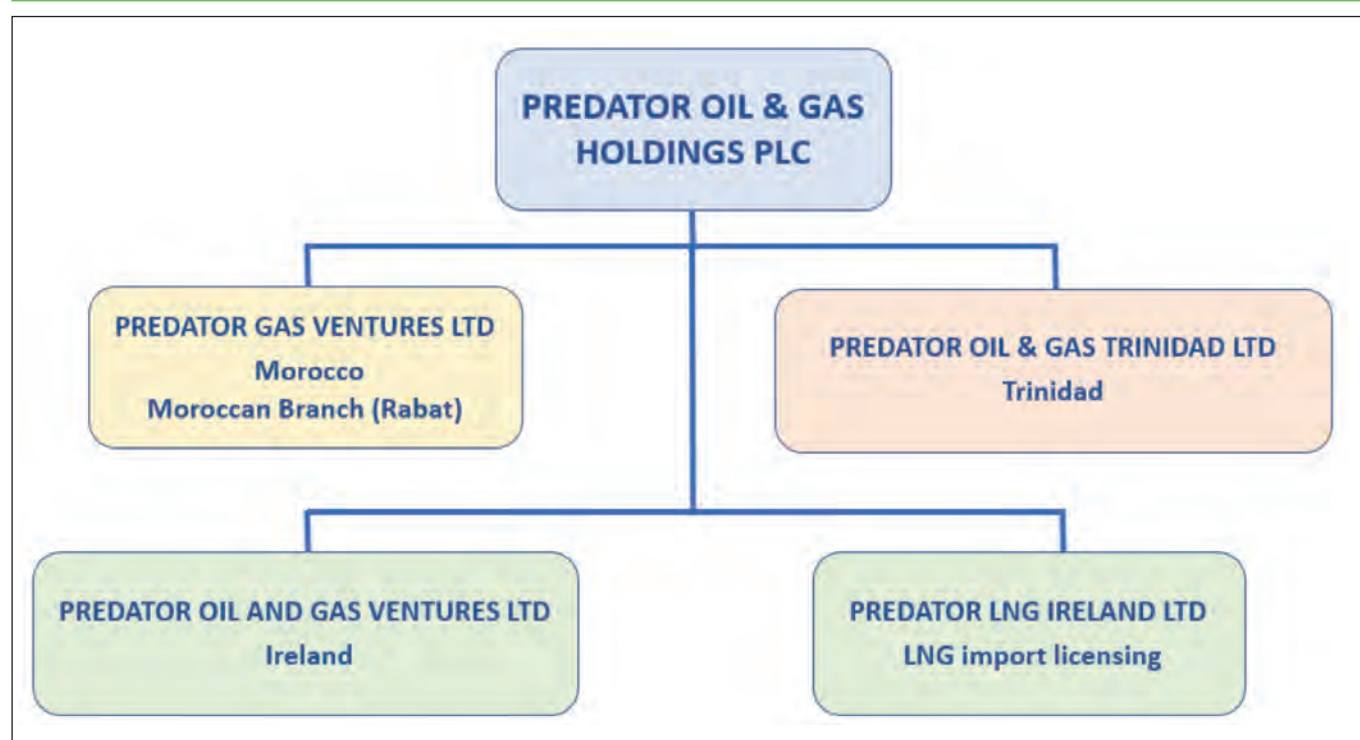 PREDATOR OIL & GAS
HOLDINGS PLC
PREDATOR GAS VENTURES LTD
Morocco
Moroccan Branch (Rabat)
PREDATOR OIL & GAS TRINIDAD LTD
Trinidad
PREDATOR OIL AND GAS VENTURES LTD
Ireland
PREDATOR LNG IRELAND LTD
LNG import licensing